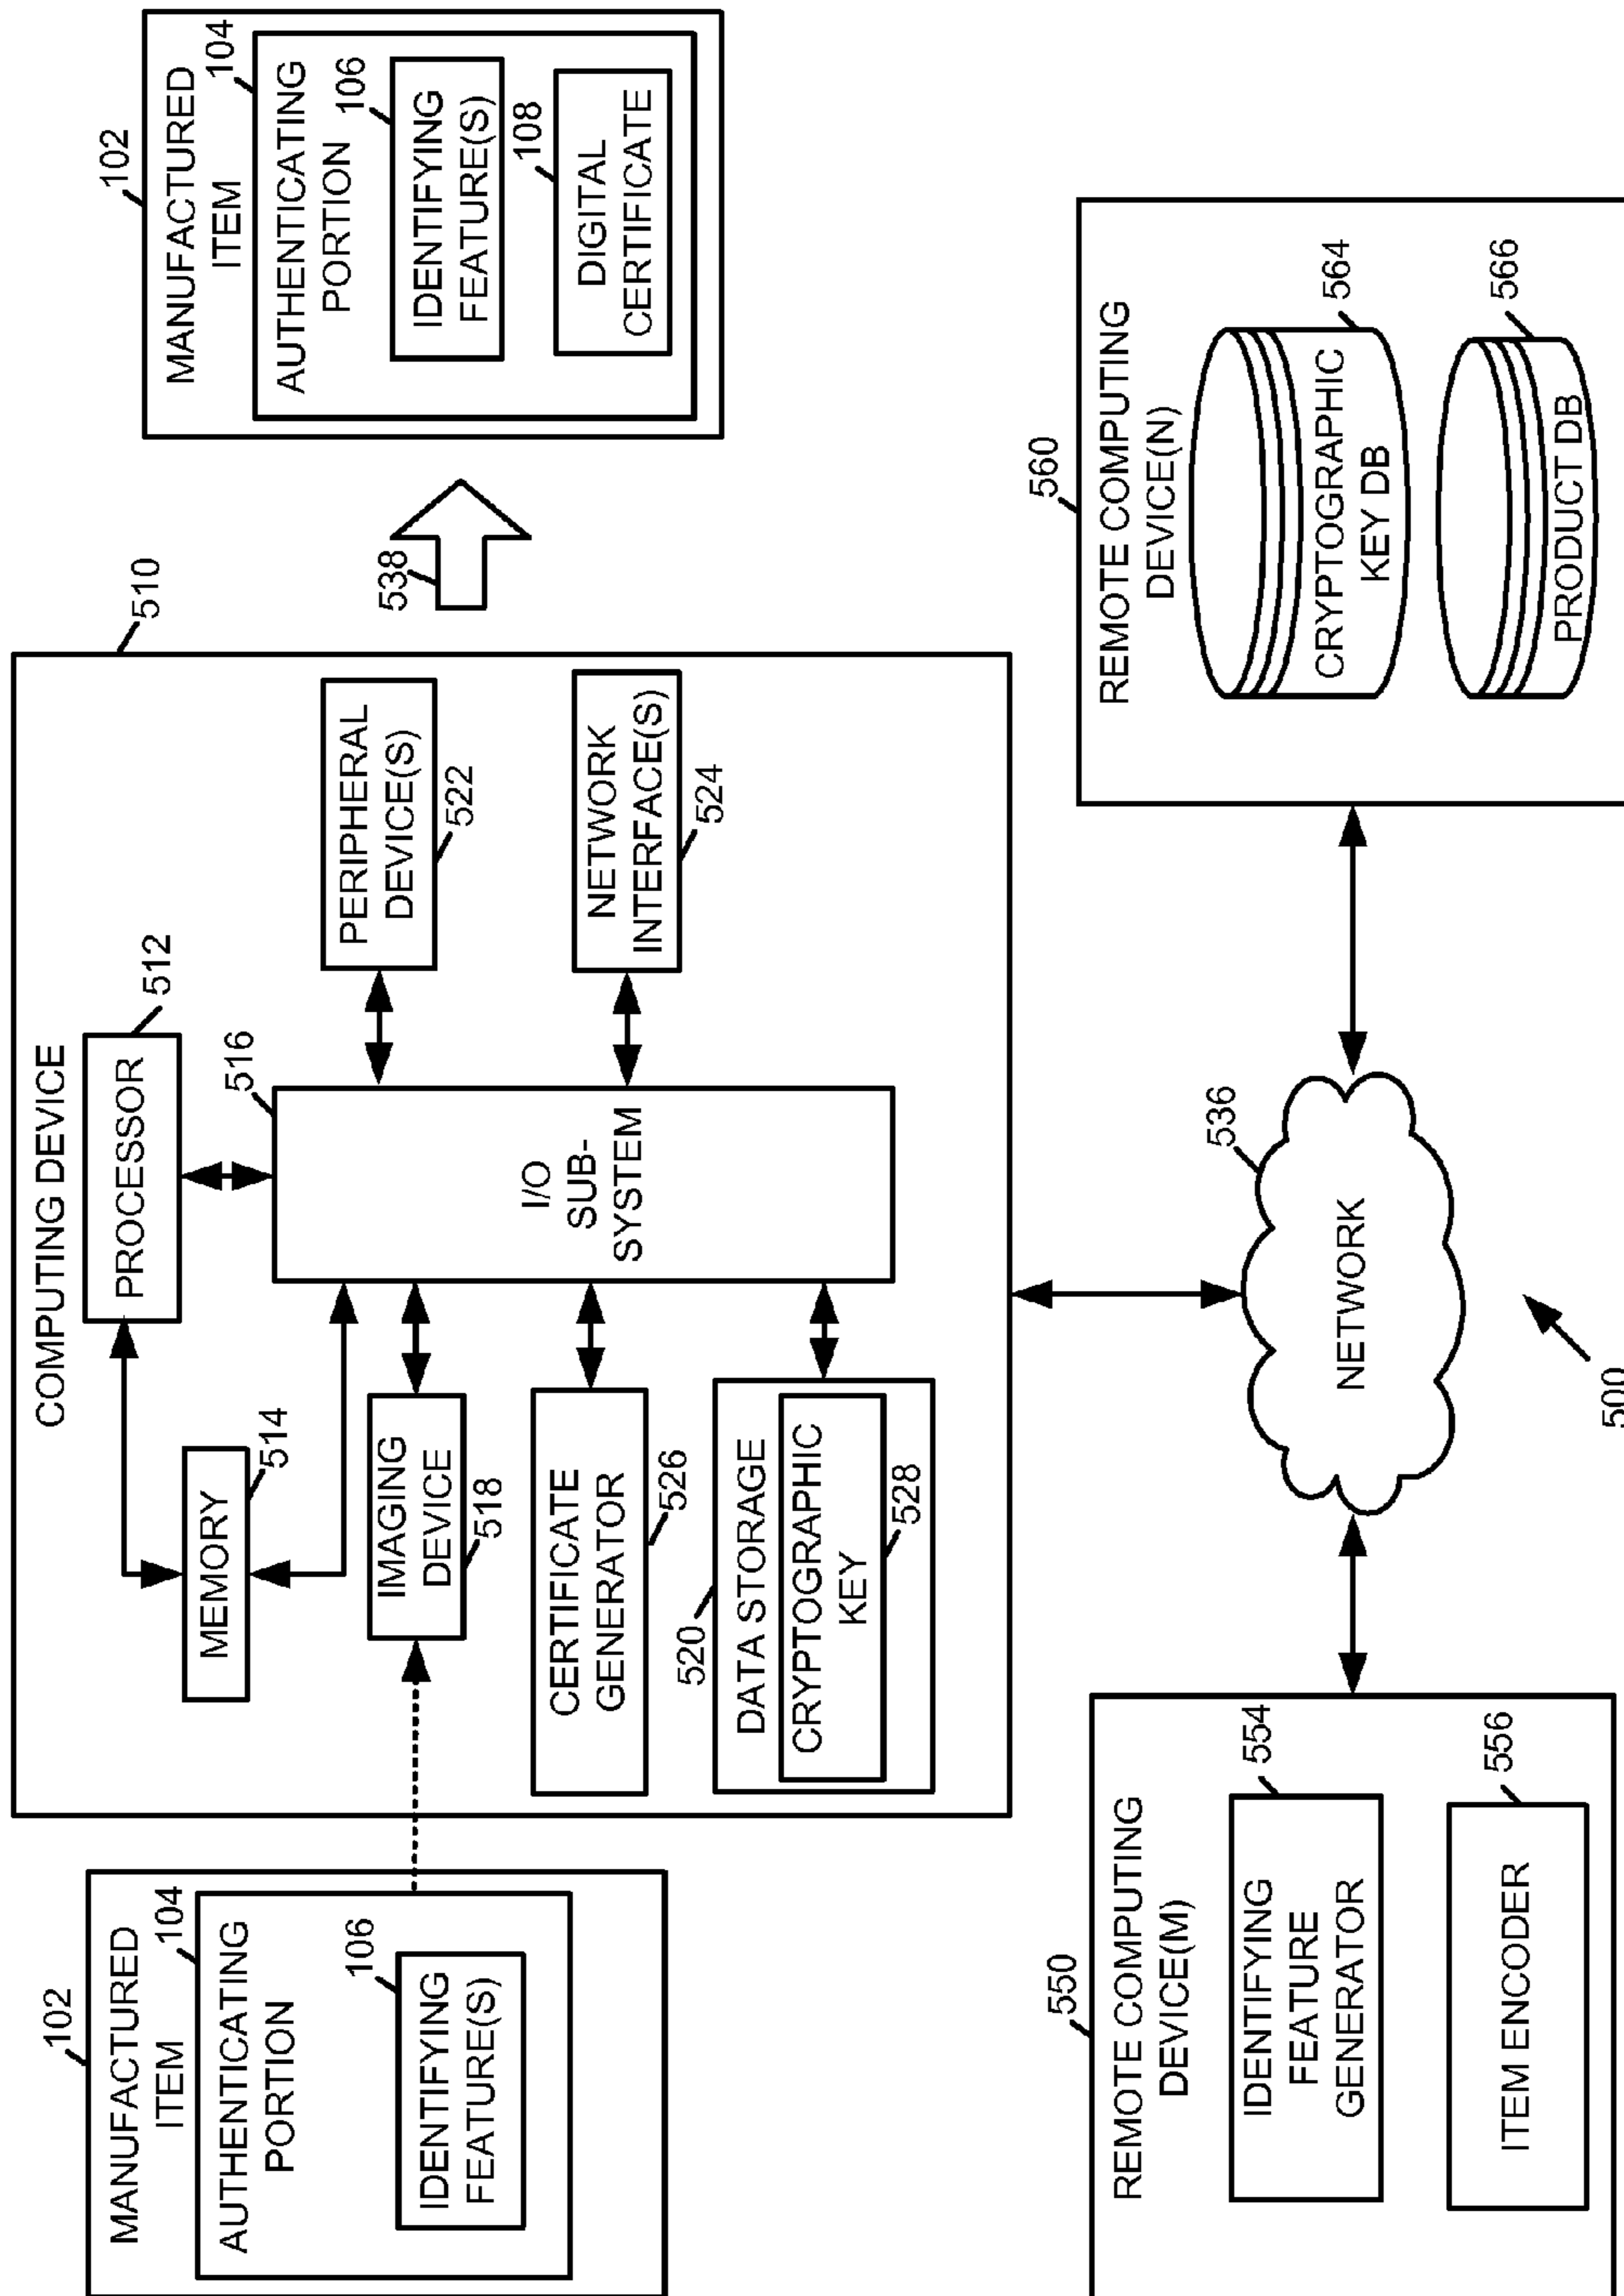 102
MANUFACTURED
ITEM
104
AUTHENTICATING
PORTION
106
IDENTIFYING
FEATURE(S)
COMPUTING DEVICE
510
PROCESSOR
512
MEMORY
514
516
I/O
SUB-
SYSTEM
IMAGING
DEVICE
518
CERTIFICATE
GENERATOR
526
520
DATA STORAGE
CRYPTOGRAPHIC
KEY
528
PERIPHERAL
DEVICE(S)
522
NETWORK
INTERFACE(S)
524
538
102
MANUFACTURED
ITEM
104
AUTHENTICATING
PORTION
106
IDENTIFYING
FEATURE(S)
108
DIGITAL
CERTIFICATE
550
REMOTE COMPUTING
DEVICE(M)
554
IDENTIFYING
FEATURE
GENERATOR
556
ITEM ENCODER
536
NETWORK
500
560
REMOTE COMPUTING
DEVICE(N)
CRYPTOGRAPHIC
KEY DB
564
PRODUCT DB
566